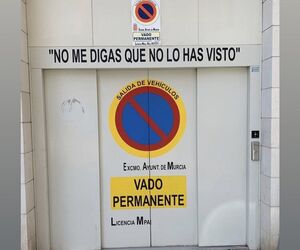 VADO
PERMANENTE
"NO ME DIGAS QUE NO LO HAS VISTO"
SALIDA DE VEHICULOS
EXCMO. AYUNT. DE MURCIA
VADO
PERMANENTE
LICENCIA MPAL